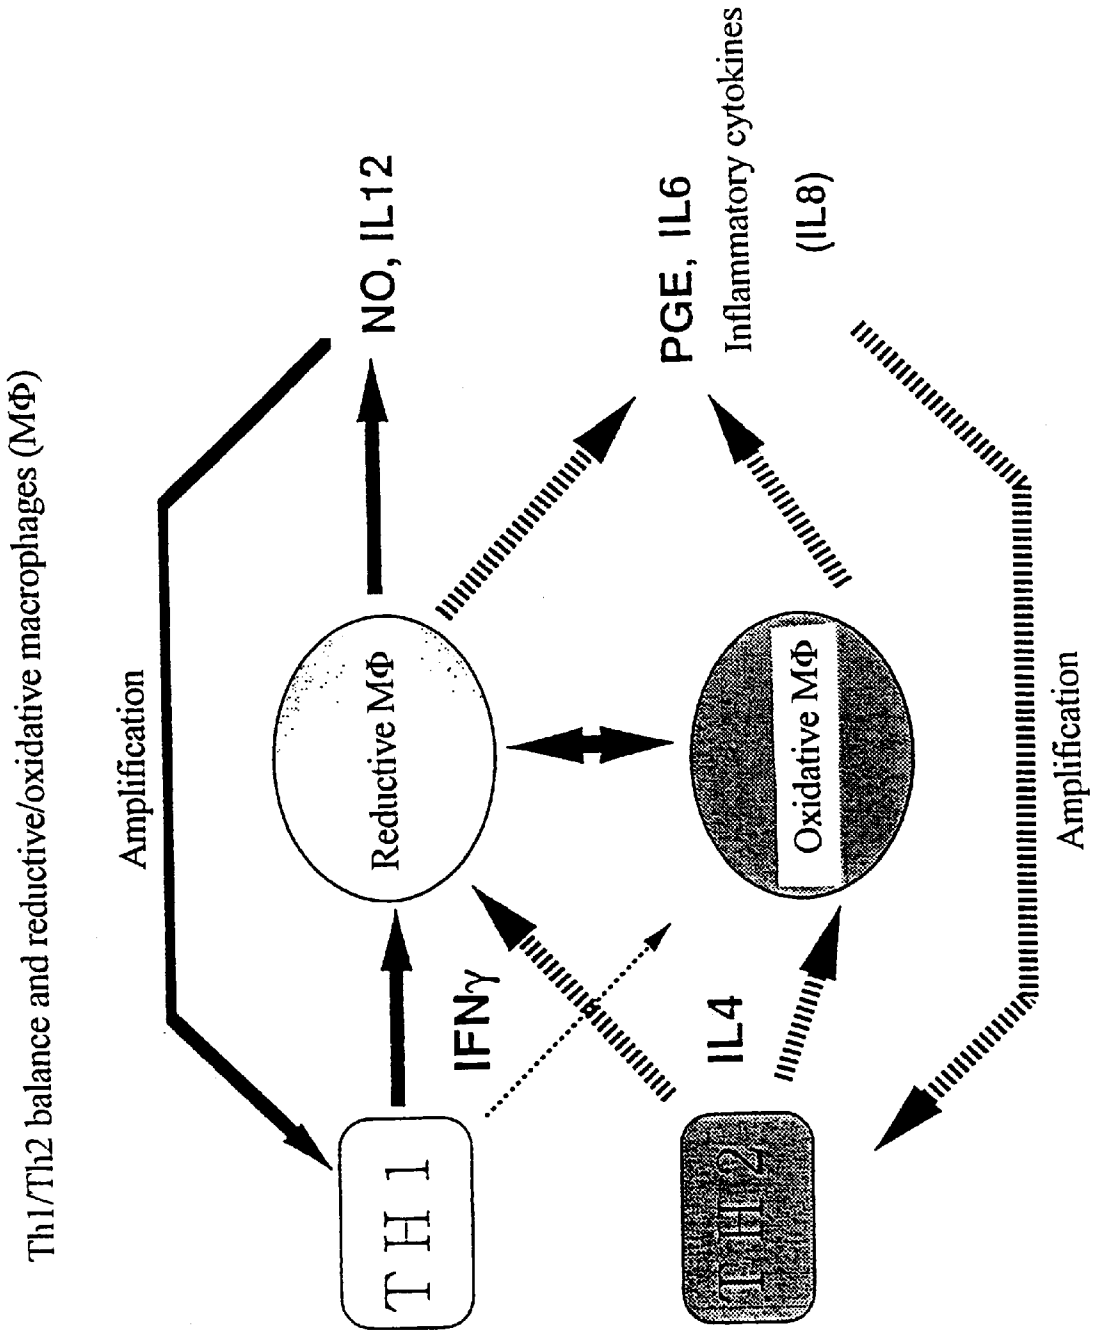 Th1/Th2 balance and reductive/oxidative macrophages (MΦ)
Amplification
TH1
IFNγ
Reductive MΦ
NO, IL12
TH2
IL4
Oxidative MΦ
PGE, IL6
Inflammatory cytokines
(IL8)
Amplification